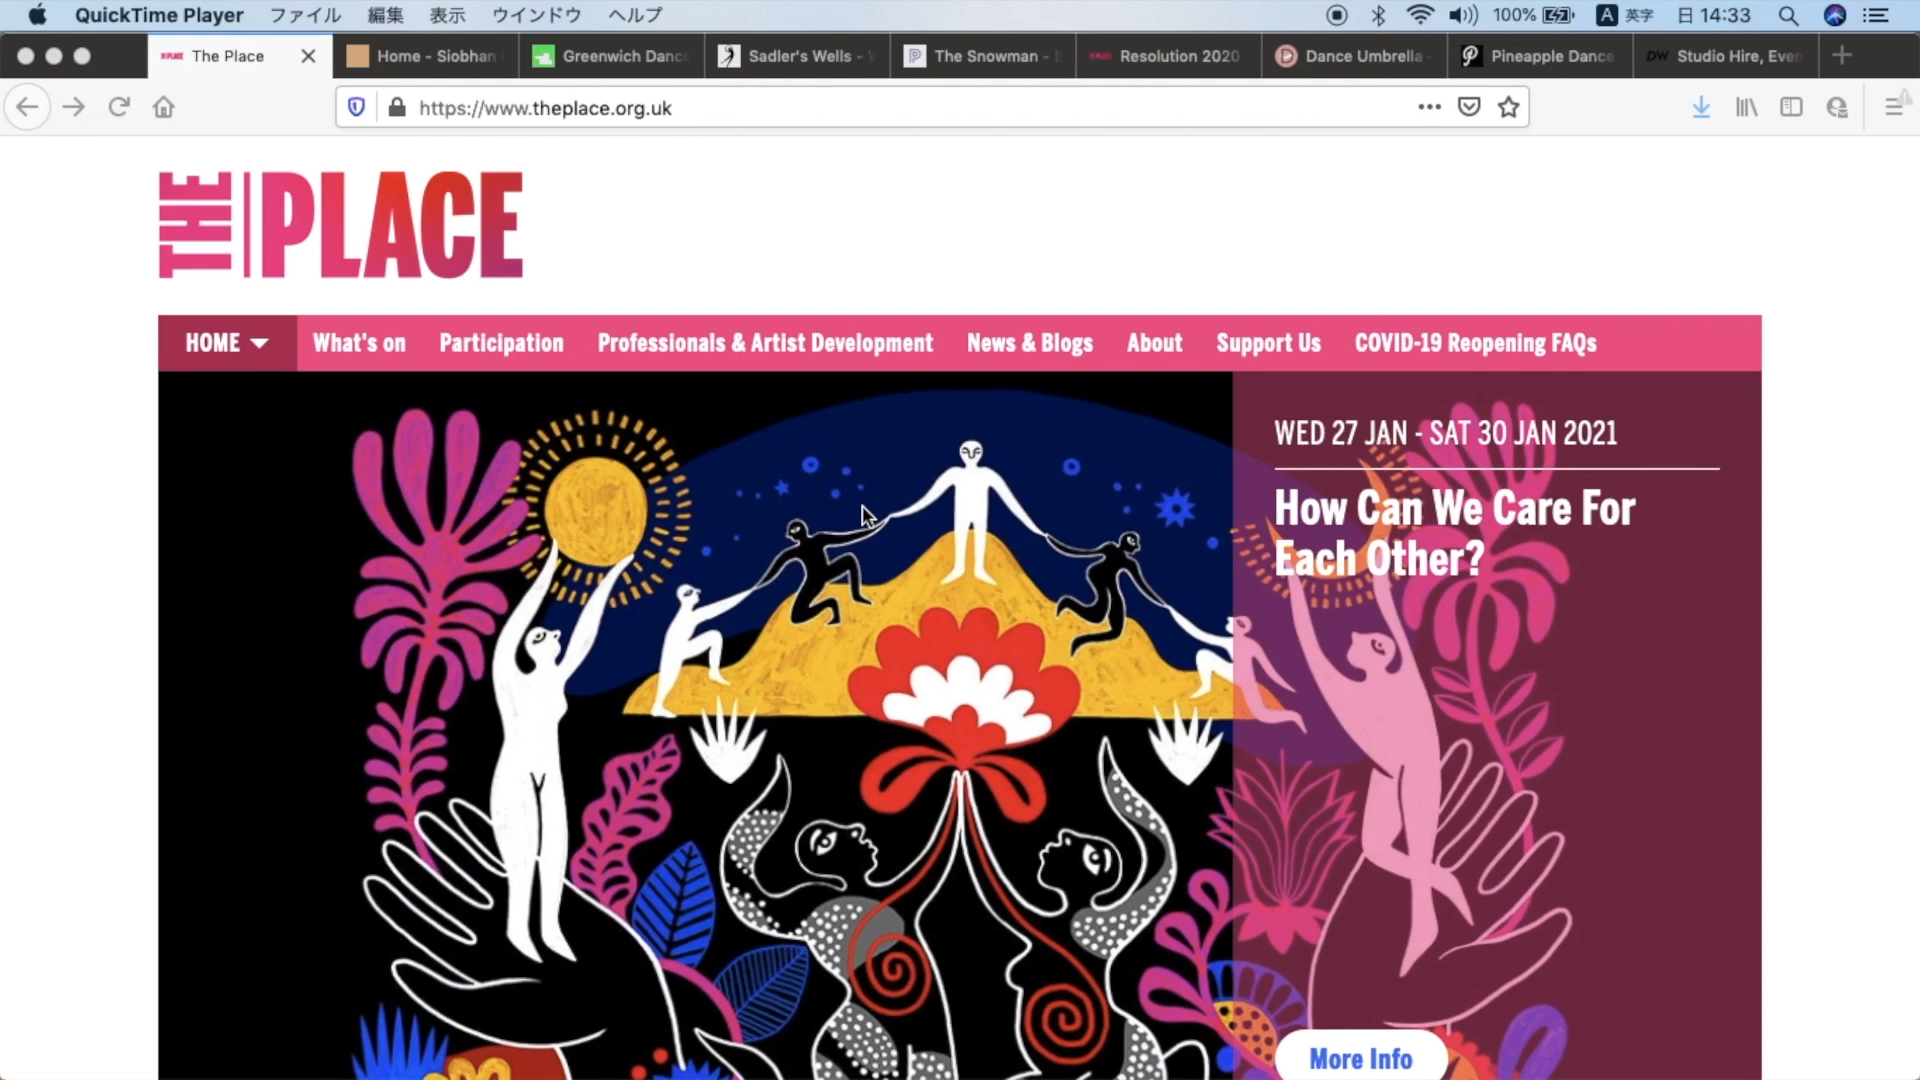 QuickTime Player ファイル 編集 表示 ウインドウ ヘルプ 100% A 英字 日 14:33
The Place Home - Siobhan Greenwich Dance Sadler's Wells - The Snowman - Resolution 2020 Dance Umbrella - Pineapple Dance DW Studio Hire, Even
https://www.theplace.org.uk
THE PLACE
HOME What's on Participation Professionals & Artist Development News & Blogs About Support Us COVID-19 Reopening FAQs
WED 27 JAN - SAT 30 JAN 2021
How Can We Care For
Each Other?
More Info